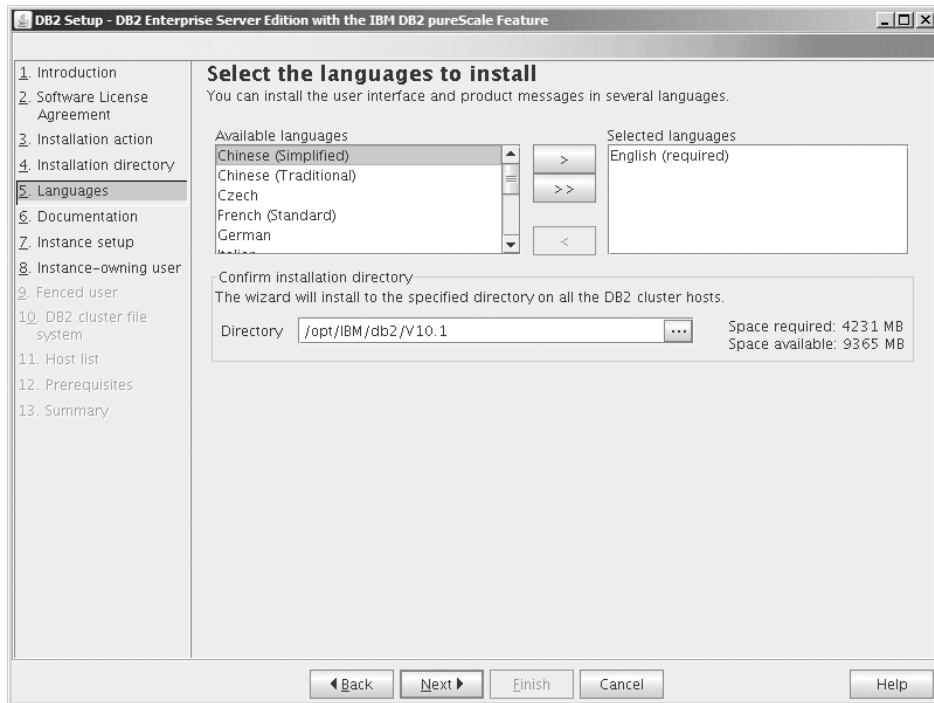 DB2 Setup - DB2 Enterprise Server Edition with the IBM DB2 pureScale Feature
1. Introduction
2. Software License
Agreement
3. Installation action
4. Installation directory
5. Languages
6. Documentation
7. Instance setup
8. Instance-owning user
9. Fenced user
10. DB2 cluster file
system
11. Host list
12. Prerequisites
13. Summary
Select the languages to install
You can install the user interface and product messages in several languages.
Available languages
Chinese (Simplified)
Chinese (Traditional)
Czech
French (Standard)
German
Italian
>
>>
<
Selected languages
English (required)
Confirm installation directory
The wizard will install to the specified directory on all the DB2 cluster hosts.
Directory /opt/IBM/db2/V10.1 ...
Space required: 4231 MB
Space available: 9365 MB
Back Next Finish Cancel Help